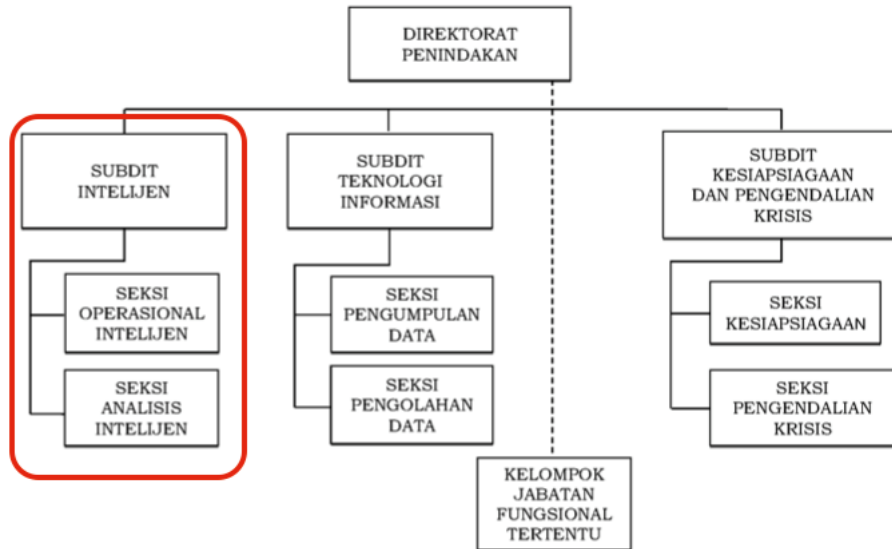 DIREKTORAT
PENINDAKAN
SUBDIT
INTELIJEN
SUBDIT
TEKNOLOGI
INFORMASI
SUBDIT
KESIAPSIAGAAN
DAN PENGENDALIAN
KRISIS
SEKSI
OPERASIONAL
INTELIJEN
SEKSI
ANALISIS
INTELIJEN
SEKSI
PENGUMPULAN
DATA
SEKSI
PENGOLAHAN
DATA
SEKSI
KESIAPSIAGAAN
SEKSI
PENGENDALIAN
KRISIS
KELOMPOK
JABATAN
FUNGSIONAL
TERTENTU